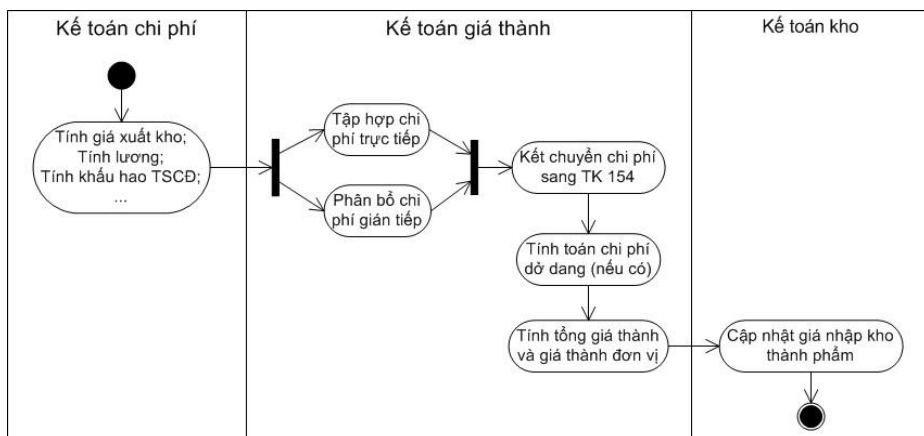 Kế toán chi phí
Kế toán giá thành
Kế toán kho
Tính giá xuất kho;
Tính lương;
Tính khấu hao TSCĐ;
...
Tập hợp chi
phí trực tiếp
Phân bổ chi
phí gián tiếp
Kết chuyển chi phí
sang TK 154
Tính toán chi phí
dở dang (nếu có)
Tính tổng giá thành
và giá thành đơn vị
Cập nhật giá nhập kho
thành phẩm